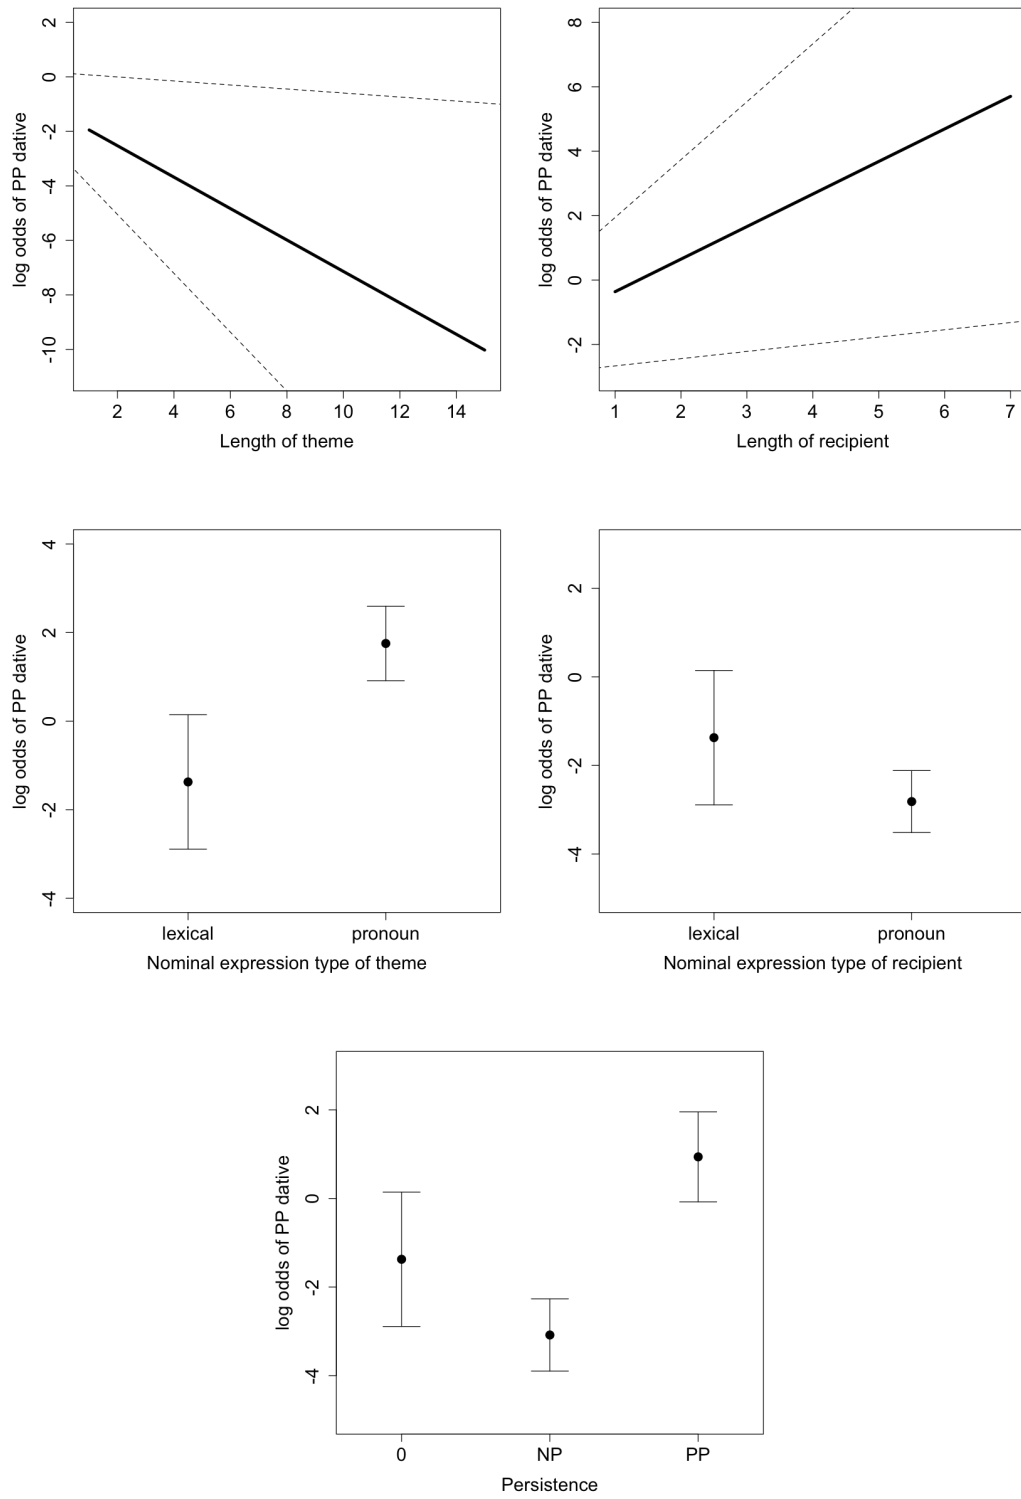 log odds of PP dative
2
0
-2
-4
-6
-8
-10
2 4 6 8 10 12 14
Length of theme
log odds of PP dative
8
6
4
2
0
-2
1 2 3 4 5 6 7
Length of recipient
log odds of PP dative
4
2
0
-2
-4
lexical pronoun
Nominal expression type of theme
log odds of PP dative
2
0
-2
-4
lexical pronoun
Nominal expression type of recipient
log odds of PP dative
2
0
-2
-4
0 NP PP
Persistence